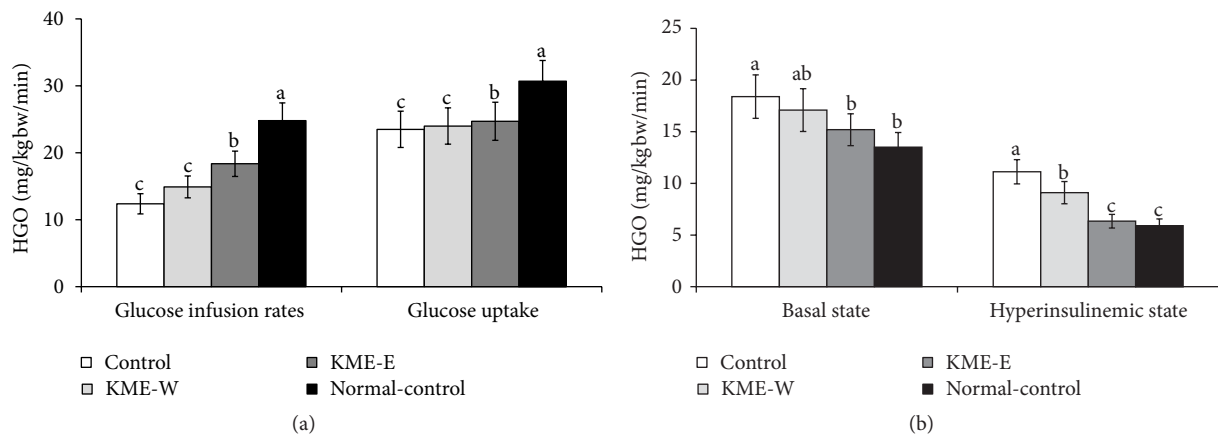 40
30
20
10
0
HGO (mg/kgbw/min)
c
c
b
a
c
c
b
a
Glucose infusion rates
Glucose uptake
Control
KME-W
KME-E
Normal-control
(a)
25
20
15
10
5
0
HGO (mg/kgbw/min)
a
ab
b
b
a
b
c
c
Basal state
Hyperinsulinemic state
Control
KME-W
KME-E
Normal-control
(b)